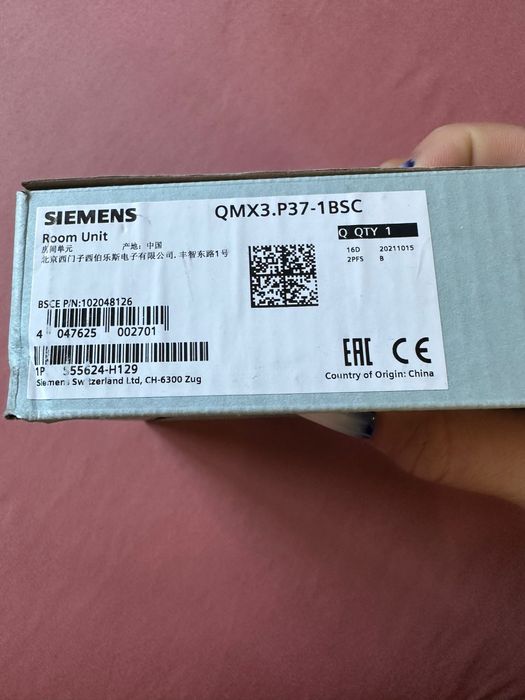 SIEMENS
QMX3.P37-1BSC
Room Unit
房间单元
产地: 中国
北京西门子西伯乐斯电子有限公司. 丰智东路1号
Q QTY 1
16D 20211015
2PFS B
BSCE P/N:102048126
4 047625 002701
1P S55624-H129
Siemens Switzerland Ltd, CH-6300 Zug
EAC CE
Country of Origin: China